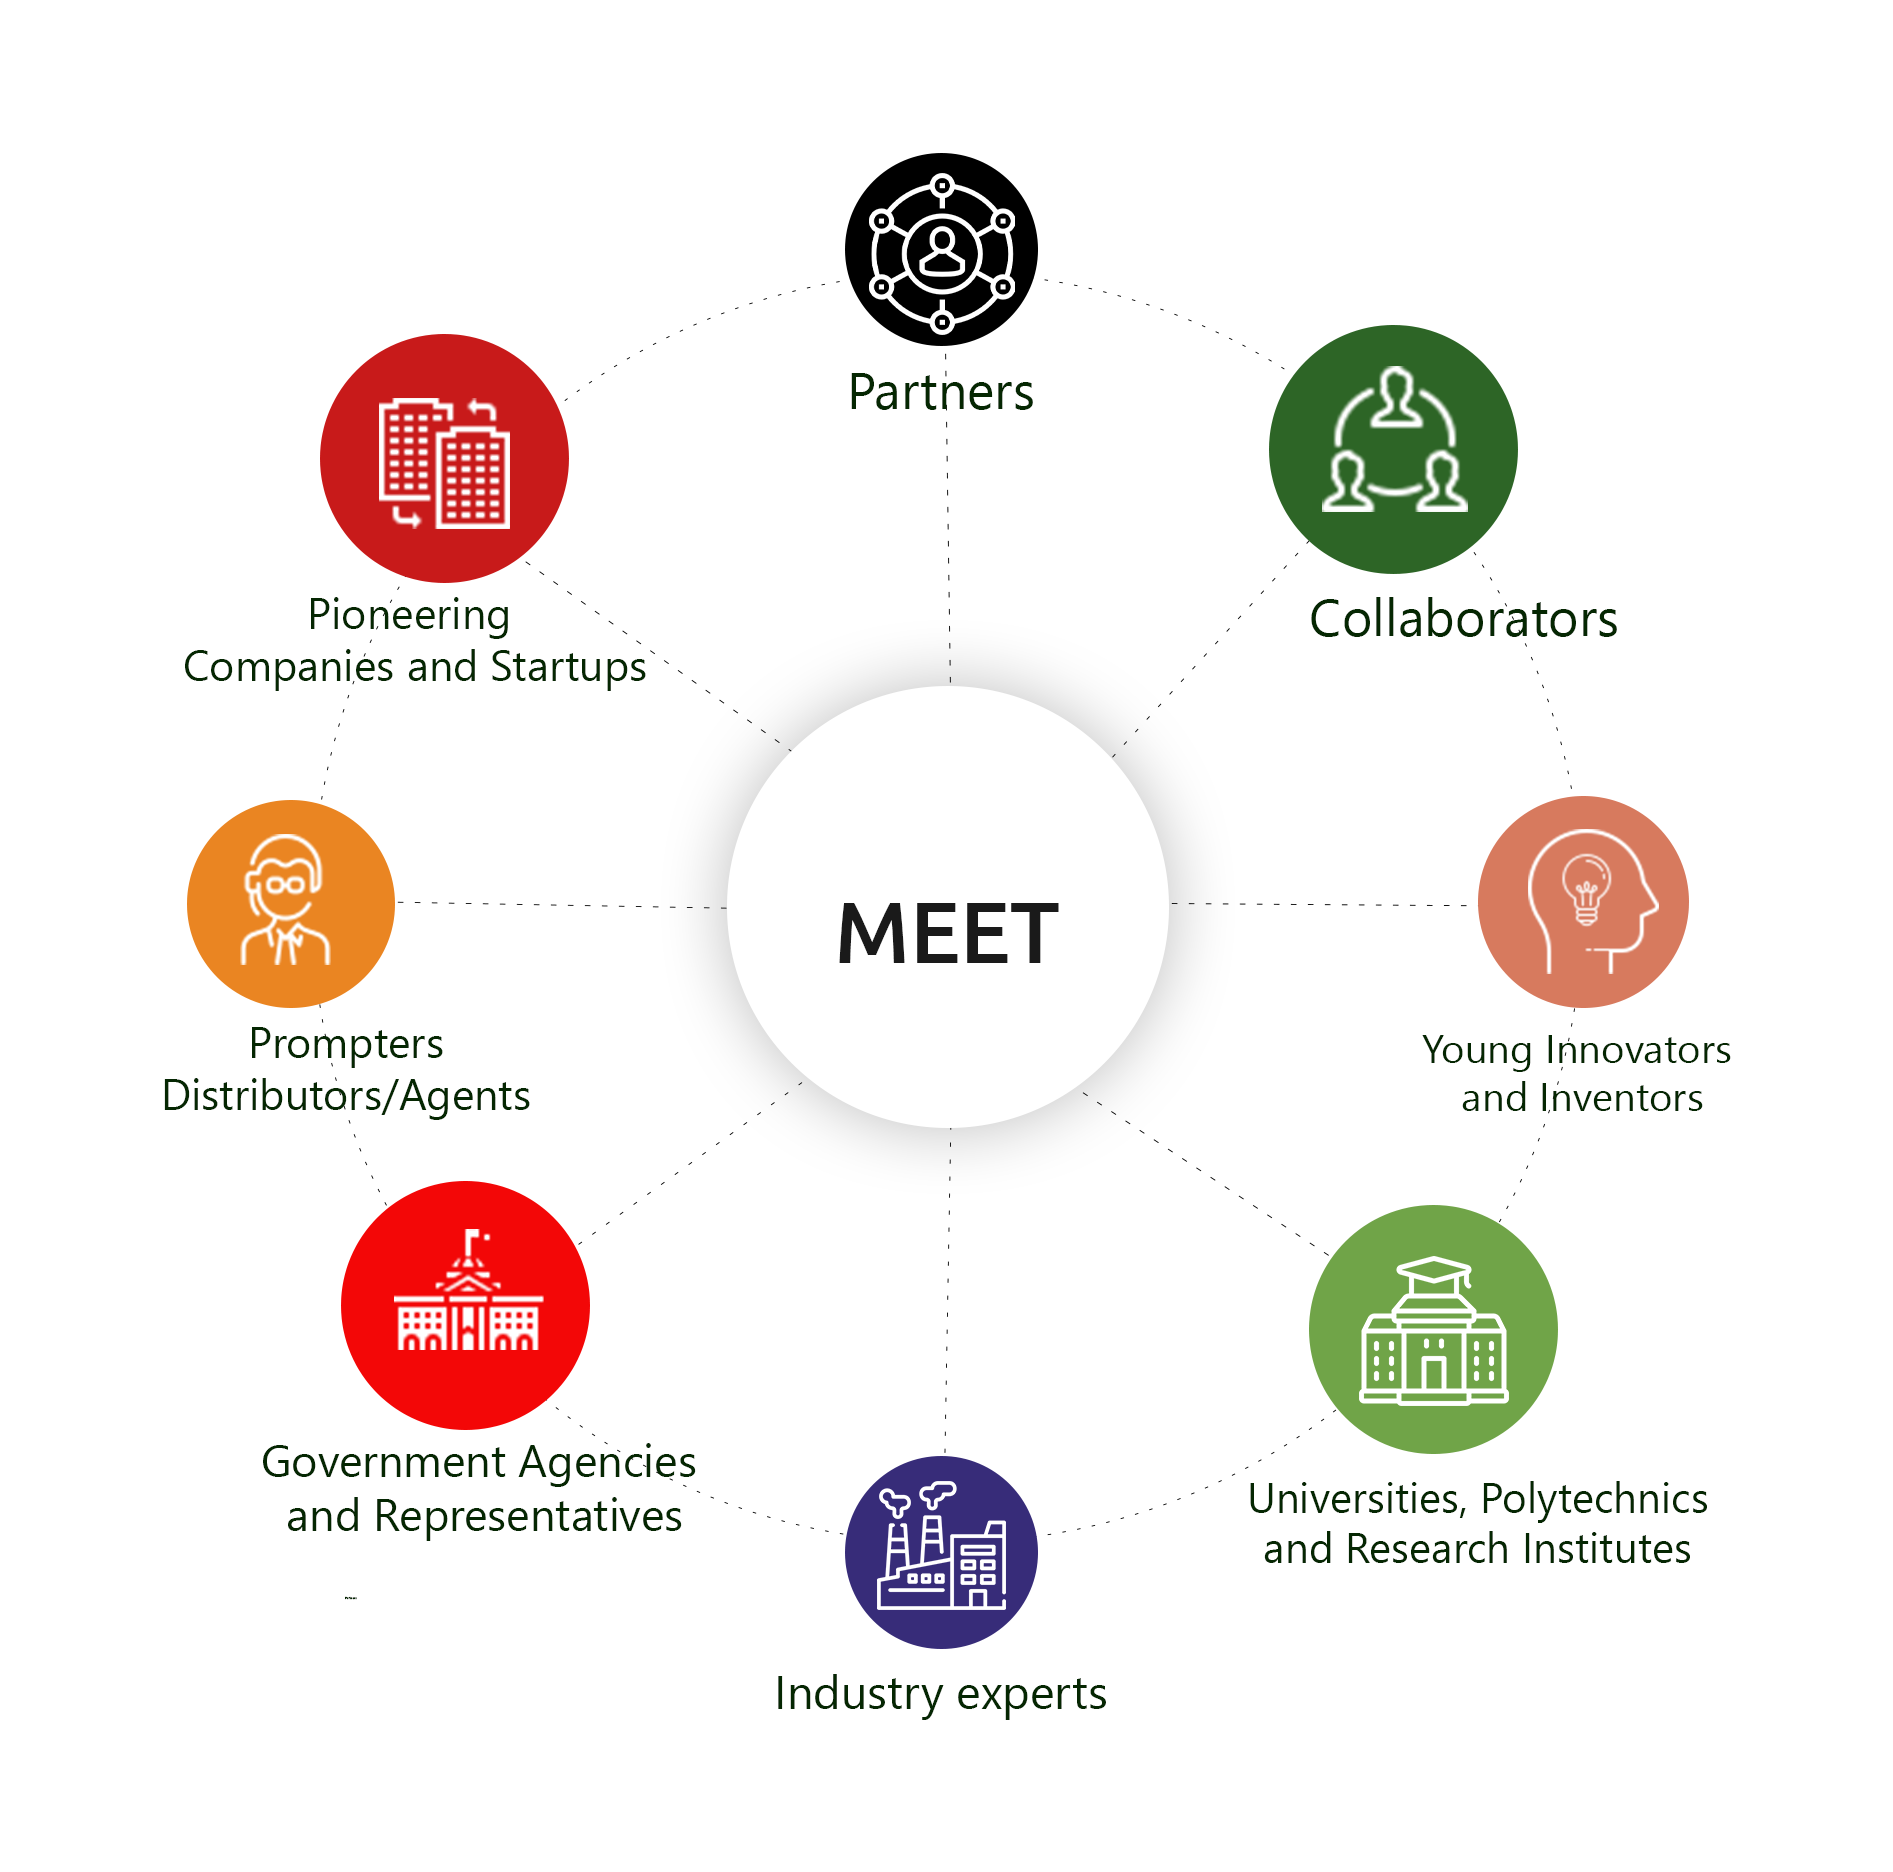 Partners
Collaborators
Pioneering
Companies and Startups
MEET
Prompters
Distributors/Agents
Young Innovators
and Inventors
Government Agencies
and Representatives
Universities, Polytechnics
and Research Institutes
Industry experts